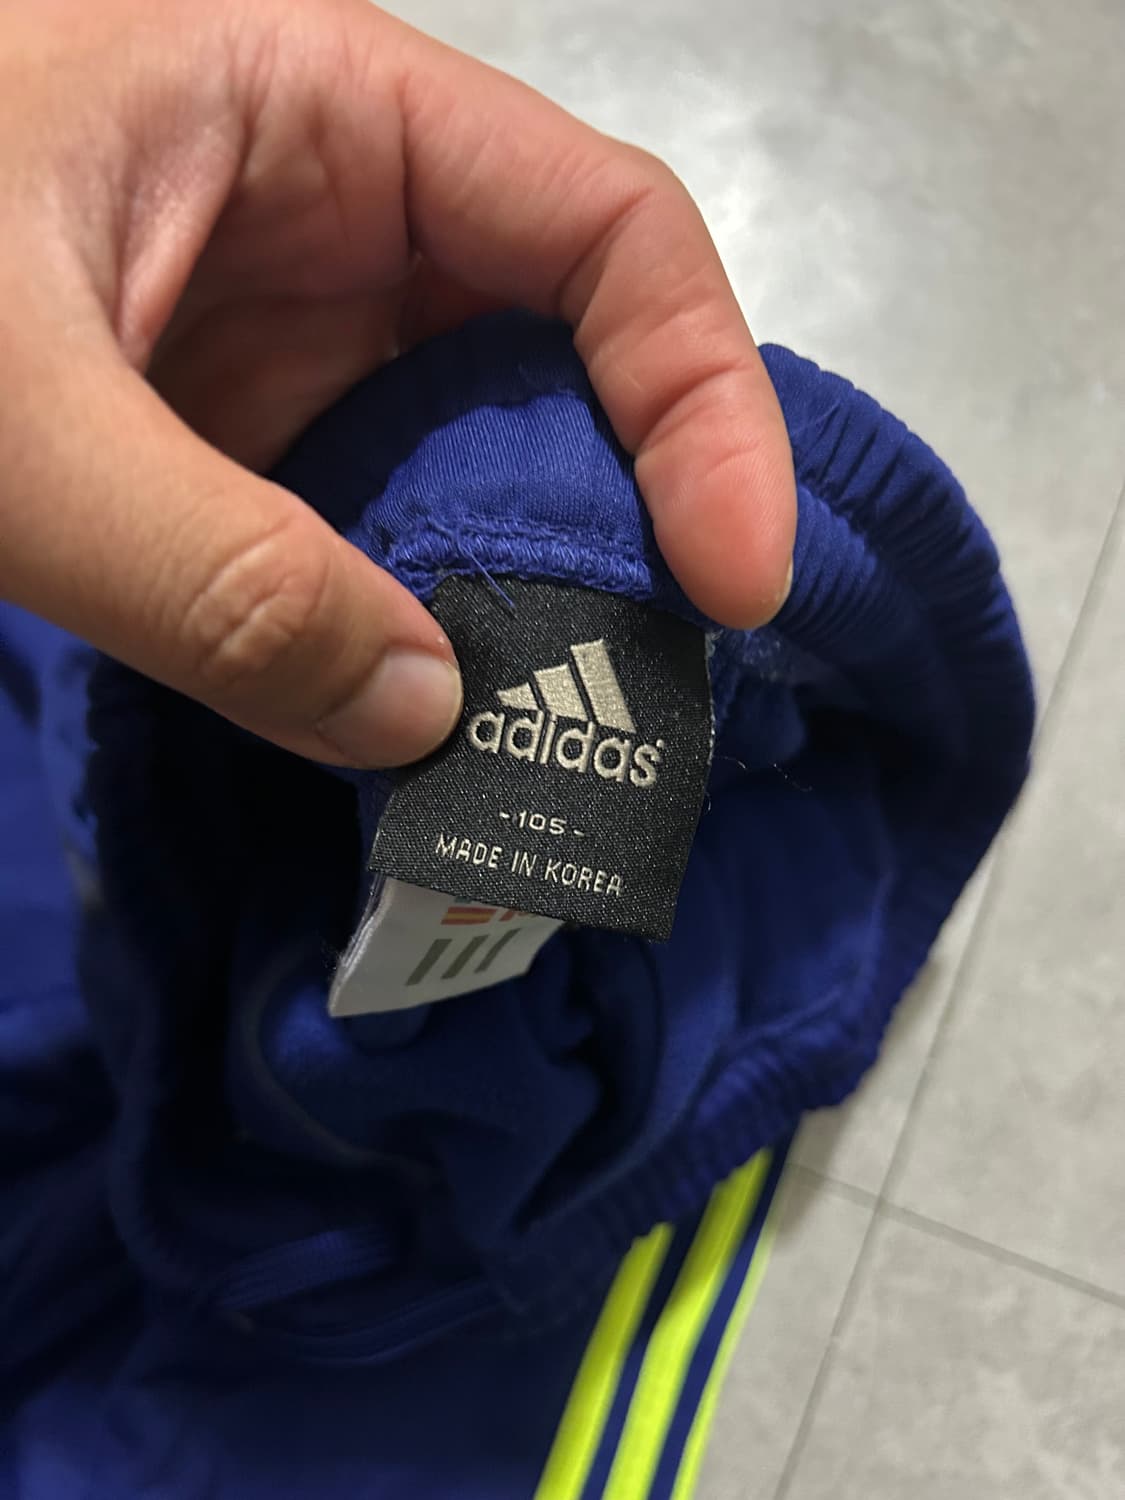 adidas
- 105 -
MADE IN KOREA